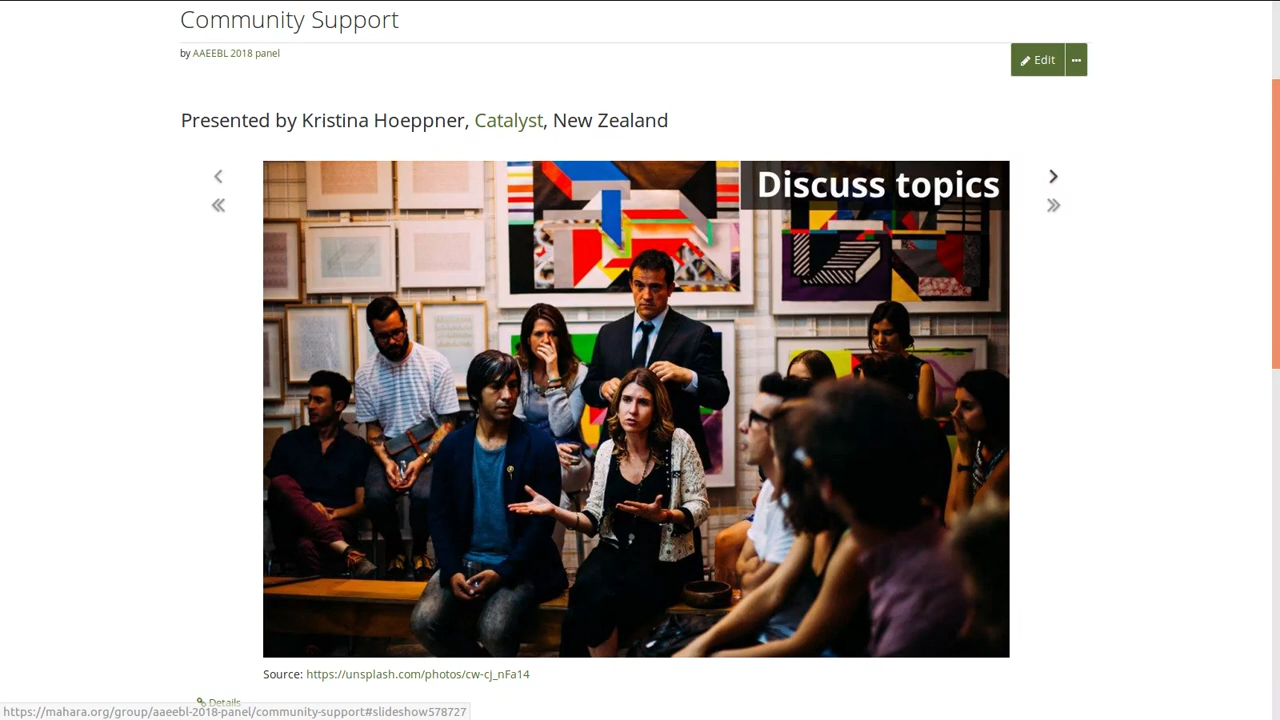 Community Support
by AAEEBL 2018 panel
Edit
Presented by Kristina Hoeppner, Catalyst, New Zealand
Discuss topics
Source: https://unsplash.com/photos/cw-cj_nFa14
Details
https://mahara.org/group/aaeebl-2018-panel/community-support#slideshow578727